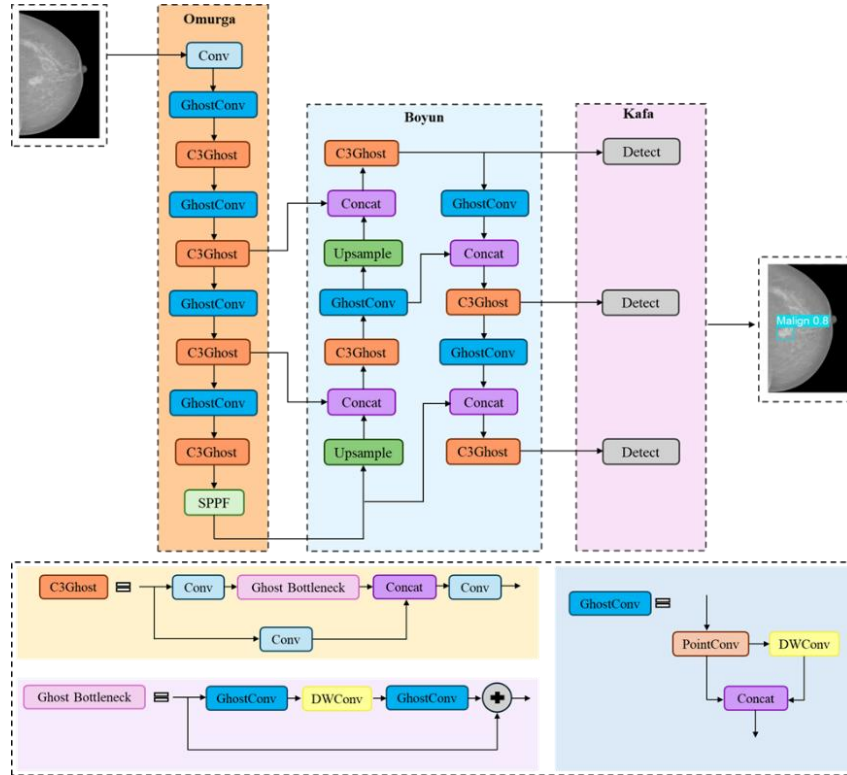 Omurga
Conv
GhostConv
C3Ghost
GhostConv
C3Ghost
GhostConv
C3Ghost
GhostConv
C3Ghost
SPPF
Boyun
C3Ghost
Concat
Upsample
GhostConv
C3Ghost
Concat
Upsample
GhostConv
Concat
C3Ghost
GhostConv
Concat
C3Ghost
Kafa
Detect
Detect
Detect
Malign 0.8
C3Ghost
Conv
Ghost Bottleneck
Concat
Conv
Conv
Ghost Bottleneck
GhostConv
DWConv
GhostConv
GhostConv
PointConv
DWConv
Concat